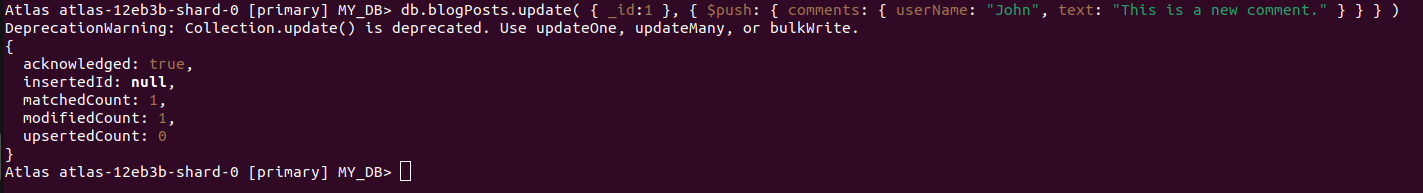 Atlas atlas-12eb3b-shard-0 [primary] MY_DB> db.blogPosts.update( { _id:1 }, { $push: { comments: { userName: "John", text: "This is a new comment." } } } )
DeprecationWarning: Collection.update() is deprecated. Use updateOne, updateMany, or bulkWrite.
{
  acknowledged: true,
  insertedId: null,
  matchedCount: 1,
  modifiedCount: 1,
  upsertedCount: 0
}
Atlas atlas-12eb3b-shard-0 [primary] MY_DB>